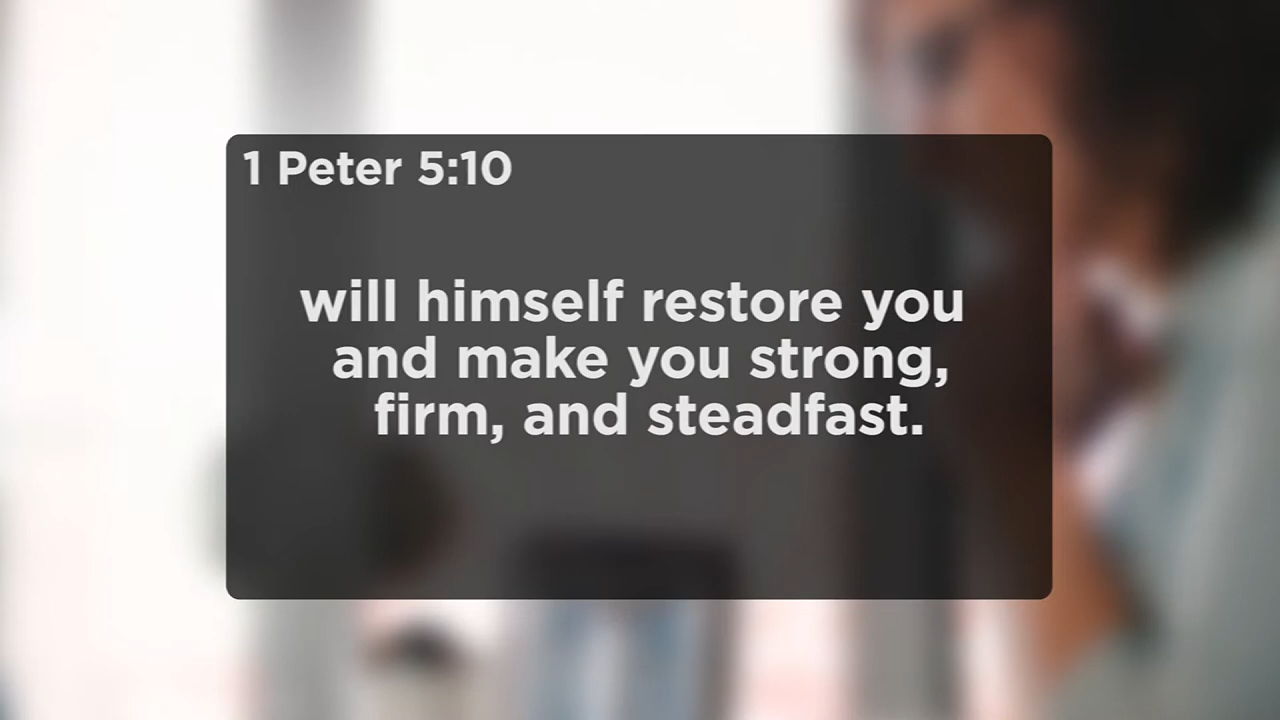 1 Peter 5:10
will himself restore you
and make you strong,
firm, and steadfast.